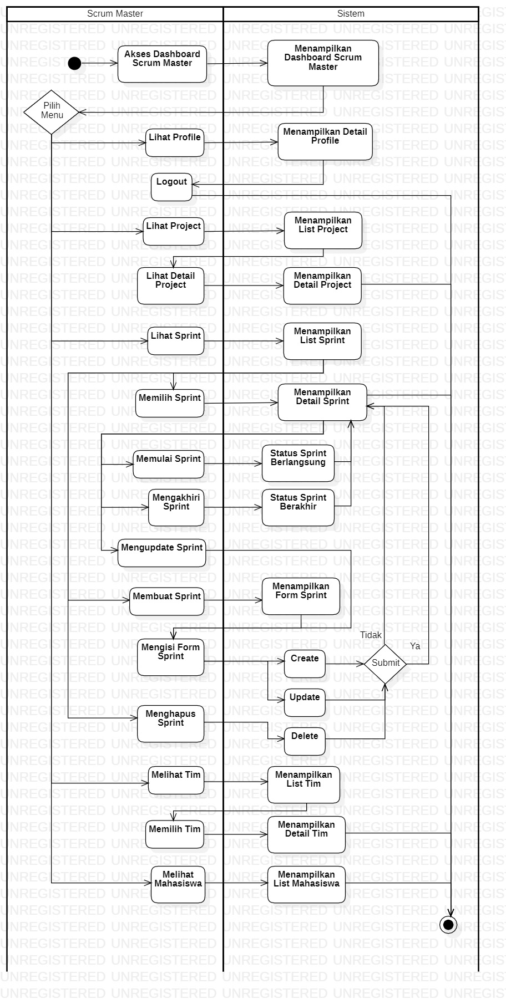 Scrum Master
Sistem
Akses Dashboard
Scrum Master
Menampilkan
Dashboard Scrum
Master
Pilih
Menu
Lihat Profile
Menampilkan Detail
Profile
Logout
Lihat Project
Menampilkan
List Project
Lihat Detail
Project
Menampilkan
Detail Project
Lihat Sprint
Menampilkan
List Sprint
Memilih Sprint
Menampilkan
Detail Sprint
Memulai Sprint
Status Sprint
Berlangsung
Mengakhiri
Sprint
Status Sprint
Berakhir
Mengupdate Sprint
Membuat Sprint
Menampilkan
Form Sprint
Mengisi Form
Sprint
Tidak
Ya
Submit
Create
Update
Menghapus
Sprint
Delete
Melihat Tim
Menampilkan
List Tim
Memilih Tim
Menampilkan
Detail Tim
Melihat
Mahasiswa
Menampilkan
List Mahasiswa
UNREGISTERED